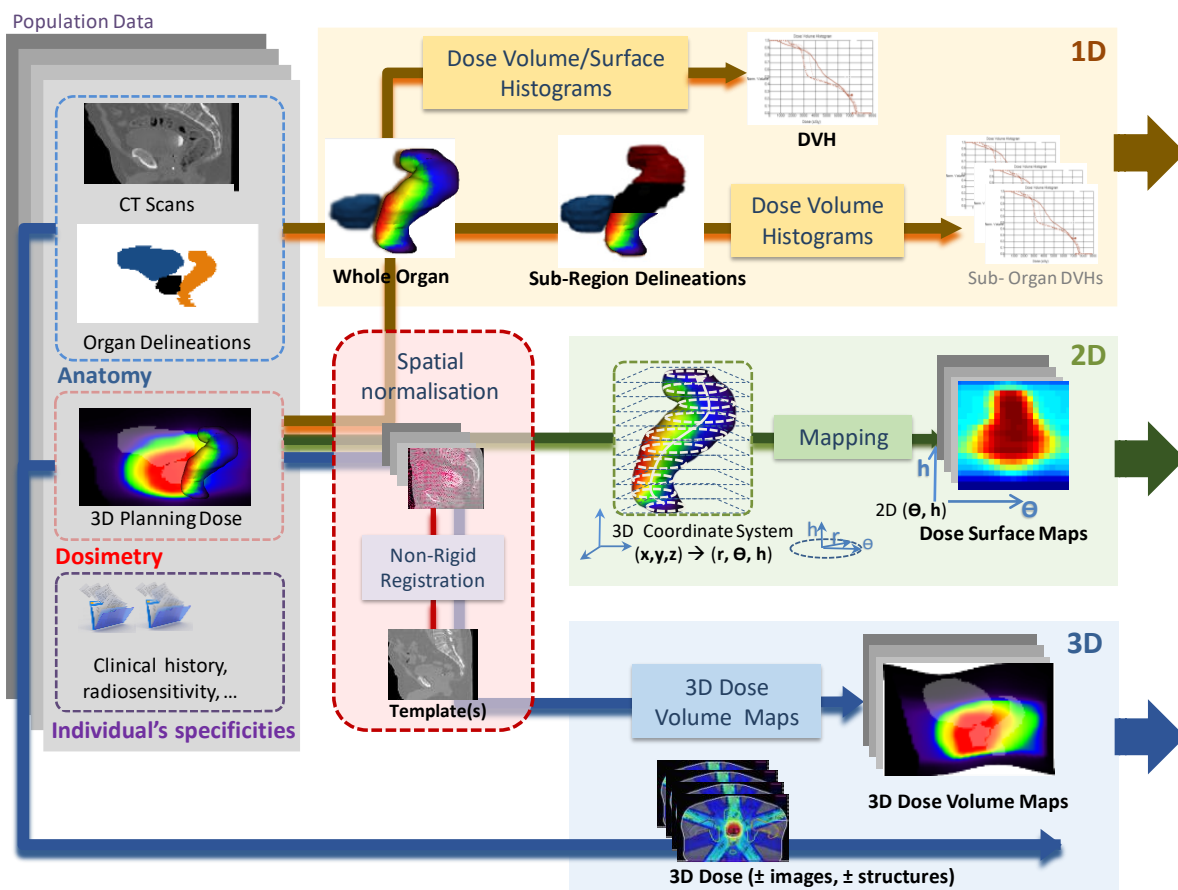 Population Data
CT Scans
Organ Delineations
Anatomy
3D Planning Dose
Dosimetry
Clinical history,
radiosensitivity, ...
Individual's specificities
1D
Dose Volume/Surface
Histograms
Dose Volume Histogram
DVH
Whole Organ
Sub-Region Delineations
Dose Volume
Histograms
Sub- Organ DVHs
Spatial
normalisation
Non-Rigid
Registration
Template(s)
2D
Mapping
3D Coordinate System
(x,y,z) → (r, Θ, h)
h
r
Θ
h
2D (Θ, h)
Θ
Dose Surface Maps
3D
3D Dose
Volume Maps
3D Dose Volume Maps
3D Dose (± images, ± structures)